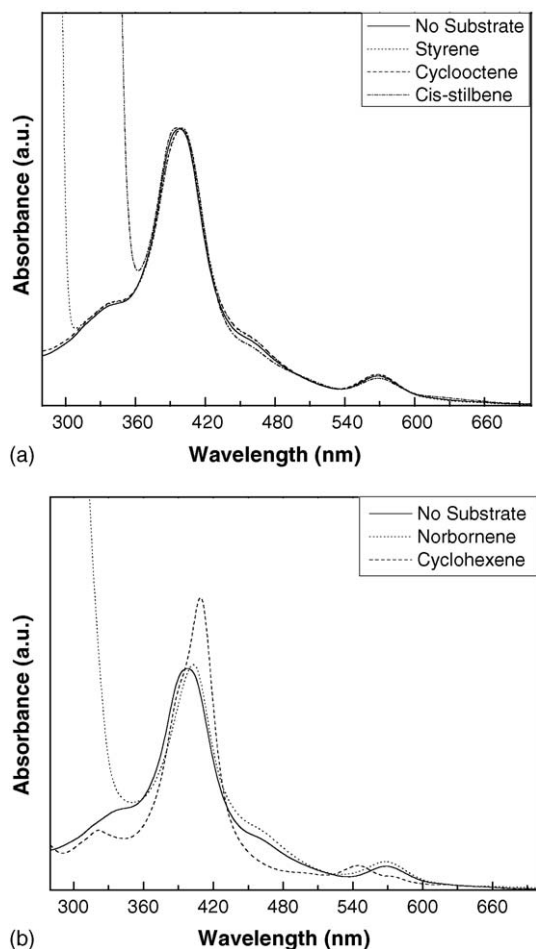 No Substrate
Styrene
Cyclooctene
Cis-stilbene
Absorbance (a.u.)
300 360 420 480 540 600 660
(a) Wavelength (nm)
No Substrate
Norbornene
Cyclohexene
Absorbance (a.u.)
300 360 420 480 540 600 660
(b) Wavelength (nm)